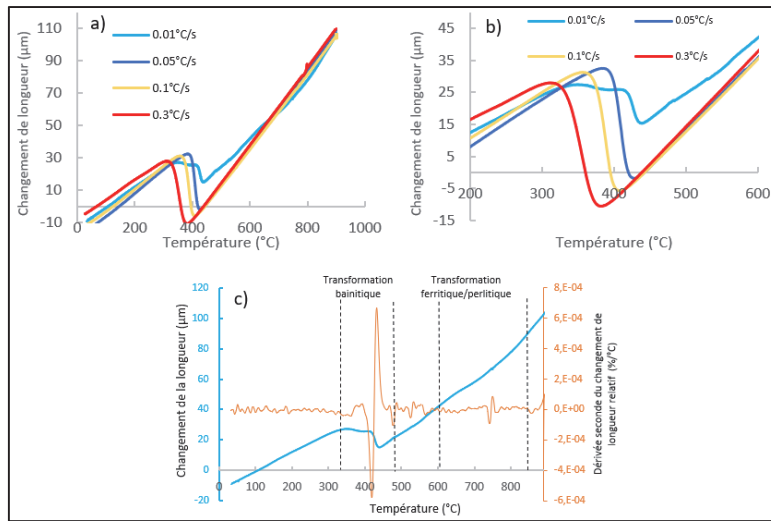 a)
0.01°C/s
0.05°C/s
0.1°C/s
0.3°C/s
Changement de longueur (µm)
110
90
70
50
30
10
-10
0
200
400
600
800
1000
Température (°C)
b)
0.01°C/s
0.05°C/s
0.1°C/s
0.3°C/s
Changement de longueur (µm)
45
35
25
15
5
-5
-15
200
300
400
500
600
Température (°C)
c)
Transformation
bainitique
Transformation
ferritique/perlitique
Changement de la longueur (µm)
120
100
80
60
40
20
0
-20
0
100
200
300
400
500
600
700
800
Température (°C)
8,E-04
6,E-04
4,E-04
2,E-04
0,E+00
-2,E-04
-4,E-04
-6,E-04
Dérivée seconde du changement de
longueur relatif (%/°C)